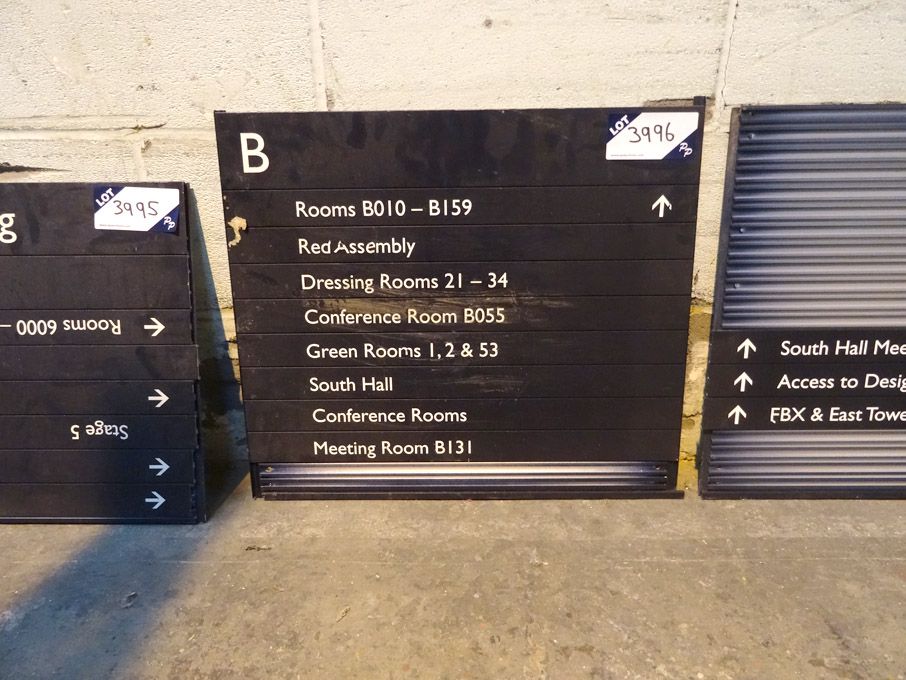 g
LOT 3995
PP
Rooms 6000 – →
→
Stage 5
→
→
B
LOT 3996
PP
Rooms B010 – B159 ↑
Red Assembly
Dressing Rooms 21 – 34
Conference Room B055
Green Rooms 1, 2 & 53
South Hall
Conference Rooms
Meeting Room B131
↑ South Hall Mee
↑ Access to Desig
↑ FBX & East Towe